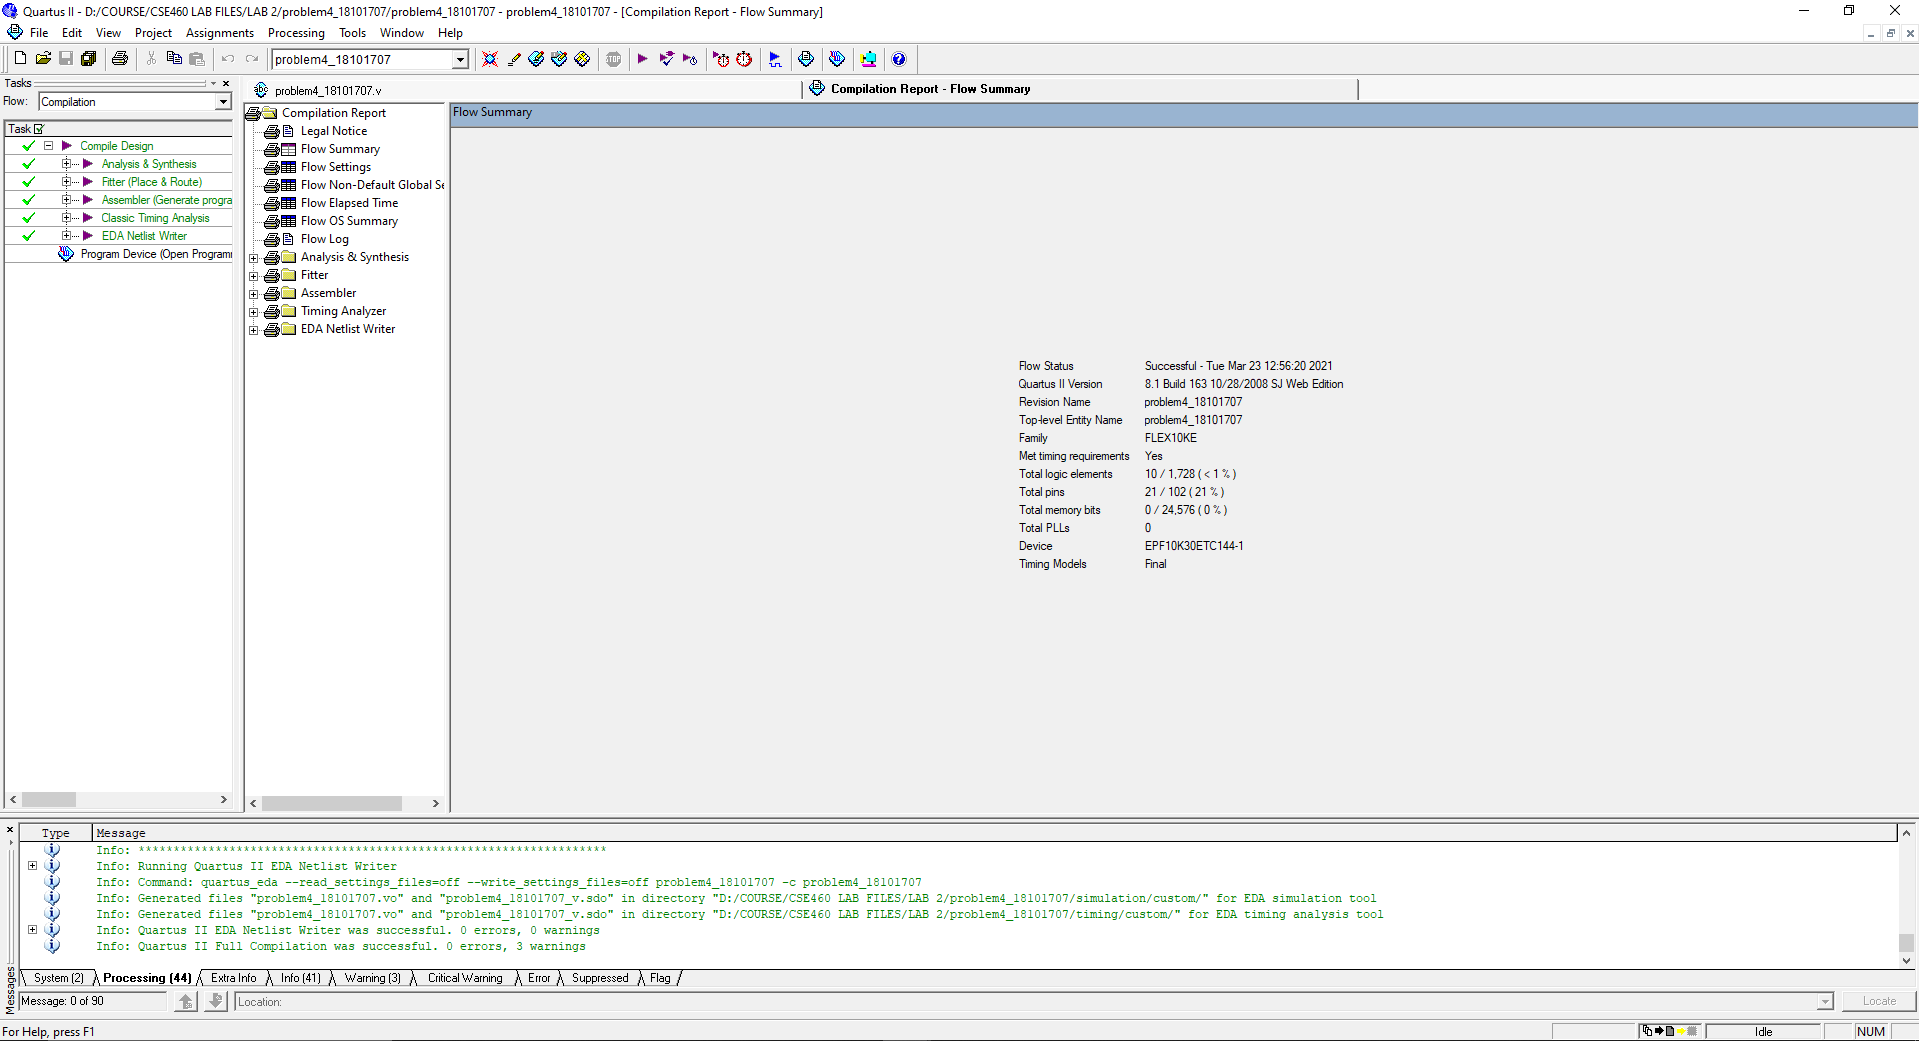 Quartus II - D:/COURSE/CSE460 LAB FILES/LAB 2/problem4_18101707/problem4_18101707 - problem4_18101707 - [Compilation Report - Flow Summary]
File Edit View Project Assignments Processing Tools Window Help
problem4_18101707
Tasks
Flow: Compilation
Task
Compile Design
Analysis & Synthesis
Fitter (Place & Route)
Assembler (Generate progra
Classic Timing Analysis
EDA Netlist Writer
Program Device (Open Program
problem4_18101707.v
Compilation Report - Flow Summary
Compilation Report
Legal Notice
Flow Summary
Flow Settings
Flow Non-Default Global Se
Flow Elapsed Time
Flow OS Summary
Flow Log
Analysis & Synthesis
Fitter
Assembler
Timing Analyzer
EDA Netlist Writer
Flow Summary
Flow Status Successful - Tue Mar 23 12:56:20 2021
Quartus II Version 8.1 Build 163 10/28/2008 SJ Web Edition
Revision Name problem4_18101707
Top-level Entity Name problem4_18101707
Family FLEX10KE
Met timing requirements Yes
Total logic elements 10 / 1,728 ( < 1 % )
Total pins 21 / 102 ( 21 % )
Total memory bits 0 / 24,576 ( 0 % )
Total PLLs 0
Device EPF10K30ETC144-1
Timing Models Final
Type Message
Info: *******************************************************************
Info: Running Quartus II EDA Netlist Writer
Info: Command: quartus_eda --read_settings_files=off --write_settings_files=off problem4_18101707 -c problem4_18101707
Info: Generated files "problem4_18101707.vo" and "problem4_18101707_v.sdo" in directory "D:/COURSE/CSE460 LAB FILES/LAB 2/problem4_18101707/simulation/custom/" for EDA simulation tool
Info: Generated files "problem4_18101707.vo" and "problem4_18101707_v.sdo" in directory "D:/COURSE/CSE460 LAB FILES/LAB 2/problem4_18101707/timing/custom/" for EDA timing analysis tool
Info: Quartus II EDA Netlist Writer was successful. 0 errors, 0 warnings
Info: Quartus II Full Compilation was successful. 0 errors, 3 warnings
System (2) Processing (44) Extra Info Info (41) Warning (3) Critical Warning Error Suppressed Flag
Messages
Message: 0 of 90 Location: Locate
For Help, press F1 Idle NUM